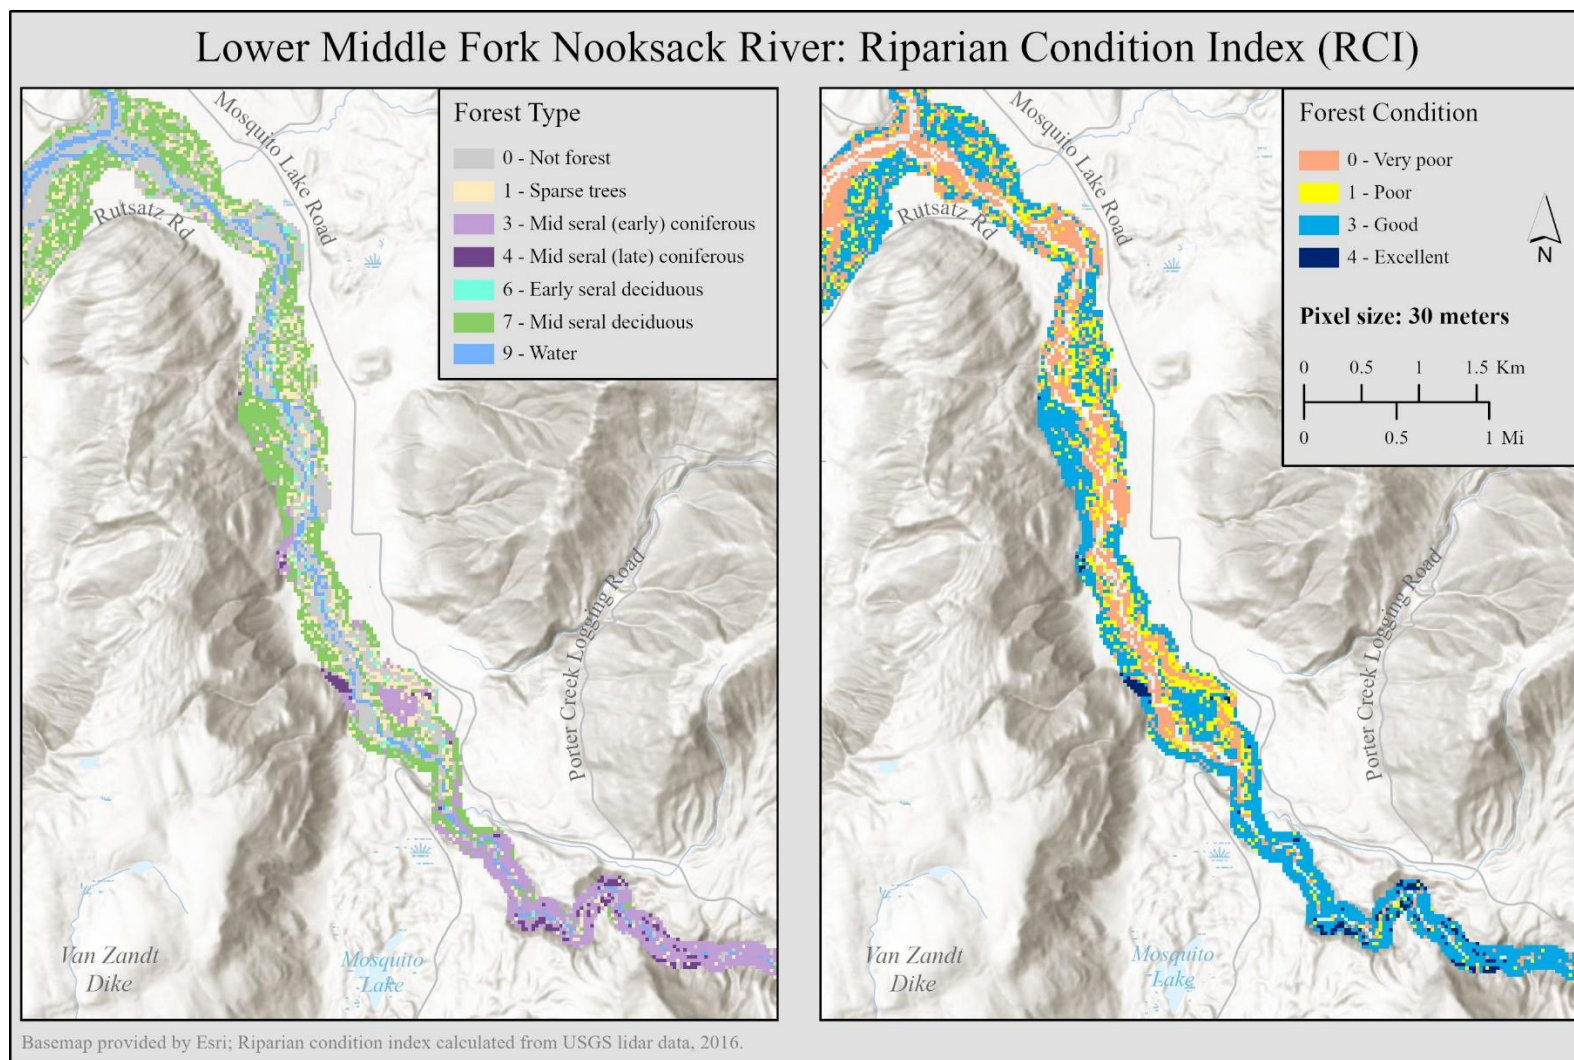 Lower Middle Fork Nooksack River: Riparian Condition Index (RCI)
Forest Type
0 - Not forest
1 - Sparse trees
3 - Mid seral (early) coniferous
4 - Mid seral (late) coniferous
6 - Early seral deciduous
7 - Mid seral deciduous
9 - Water
Mosquito Lake Road
Rutsatz Rd
Porter Creek Logging Road
Van Zandt
Dike
Mosquito
Lake
Forest Condition
0 - Very poor
1 - Poor
3 - Good
4 - Excellent
N
Pixel size: 30 meters
0 0.5 1 1.5 Km
0 0.5 1 Mi
Mosquito Lake Road
Rutsatz Rd
Porter Creek Logging Road
Van Zandt
Dike
Mosquito
Lake
Basemap provided by Esri; Riparian condition index calculated from USGS lidar data, 2016.